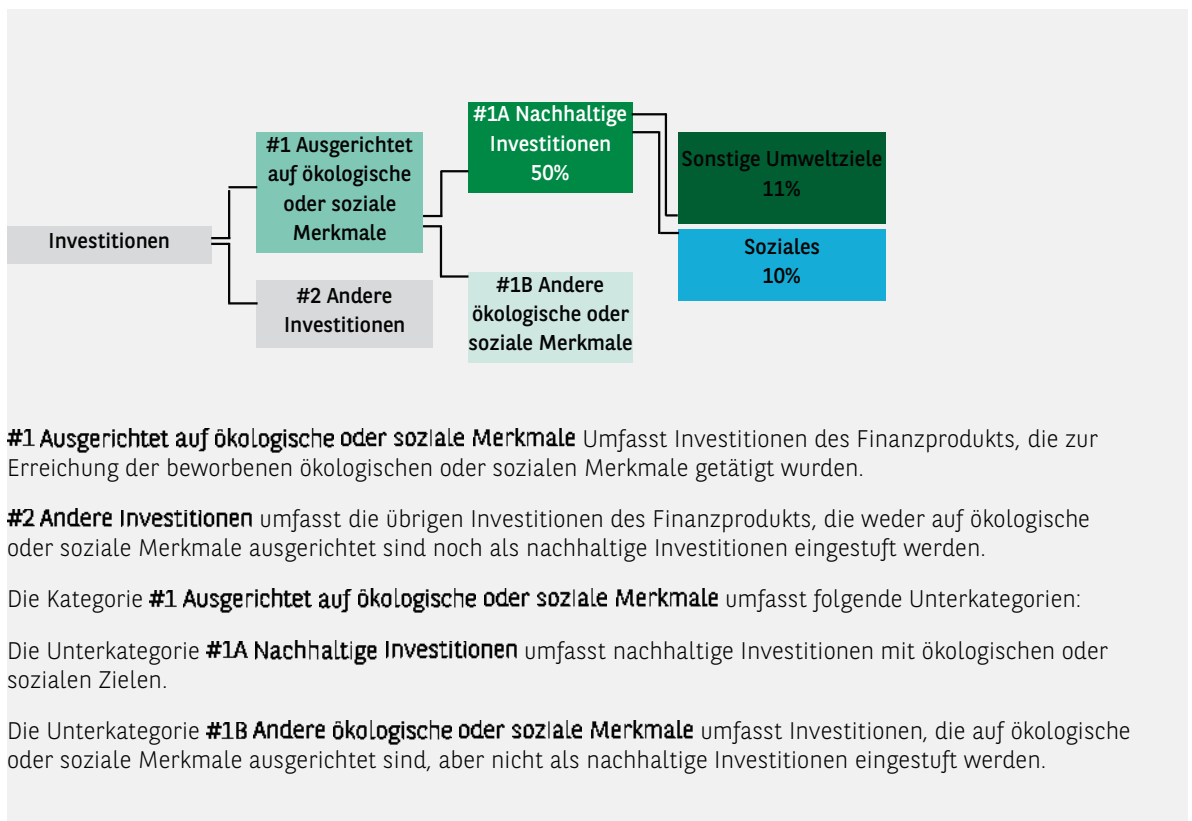 Investitionen
#1 Ausgerichtet
auf ökologische
oder soziale
Merkmale
#2 Andere
Investitionen
#1A Nachhaltige
Investitionen
50%
#1B Andere
ökologische oder
soziale Merkmale
Sonstige Umweltziele
11%
Soziales
10%
#1 Ausgerichtet auf ökologische oder soziale Merkmale Umfasst Investitionen des Finanzprodukts, die zur
Erreichung der beworbenen ökologischen oder sozialen Merkmale getätigt wurden.
#2 Andere Investitionen umfasst die übrigen Investitionen des Finanzprodukts, die weder auf ökologische
oder soziale Merkmale ausgerichtet sind noch als nachhaltige Investitionen eingestuft werden.
Die Kategorie #1 Ausgerichtet auf ökologische oder soziale Merkmale umfasst folgende Unterkategorien:
Die Unterkategorie #1A Nachhaltige Investitionen umfasst nachhaltige Investitionen mit ökologischen oder
sozialen Zielen.
Die Unterkategorie #1B Andere ökologische oder soziale Merkmale umfasst Investitionen, die auf ökologische
oder soziale Merkmale ausgerichtet sind, aber nicht als nachhaltige Investitionen eingestuft werden.